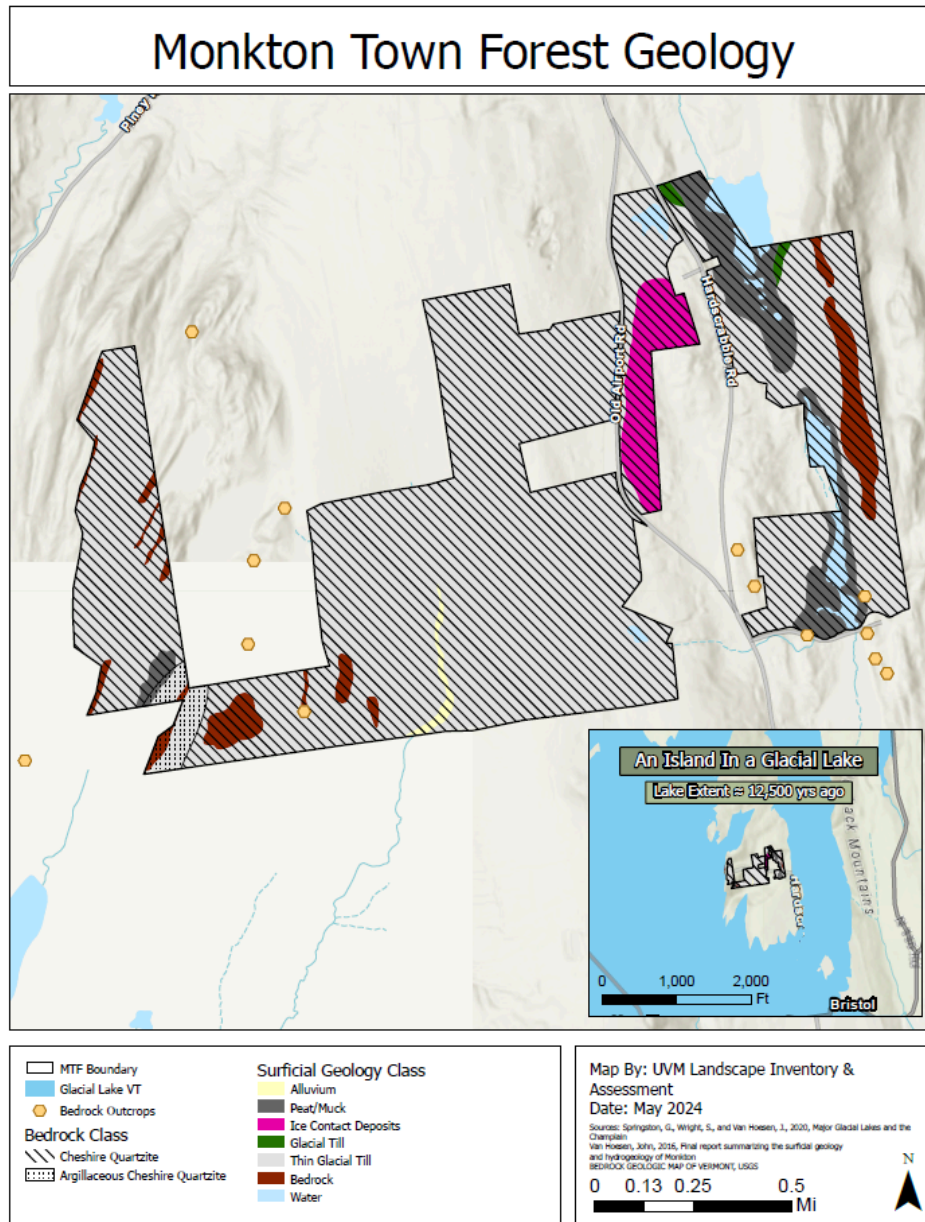 Monkton Town Forest Geology
Piney
Old Airport Rd
Hardscrabble Rd
An Island In a Glacial Lake
Lake Extent ≈ 12,500 yrs ago
ack Mountains
Hardscr
0 1,000 2,000
Ft
Bristol
MTF Boundary
Glacial Lake VT
Bedrock Outcrops
Bedrock Class
Cheshire Quartzite
Argillaceous Cheshire Quartzite
Surficial Geology Class
Alluvium
Peat/Muck
Ice Contact Deposits
Glacial Till
Thin Glacial Till
Bedrock
Water
Map By: UVM Landscape Inventory &
Assessment
Date: May 2024
Sources: Springston, G., Wright, S., and Van Hoesen, J., 2020, Major Glacial Lakes and the
Champlain
Van Hoesen, John, 2016, Final report summarizing the surficial geology
and hydrogeology of Monkton
BEDROCK GEOLOGIC MAP OF VERMONT, USGS
N
0 0.13 0.25 0.5
Mi